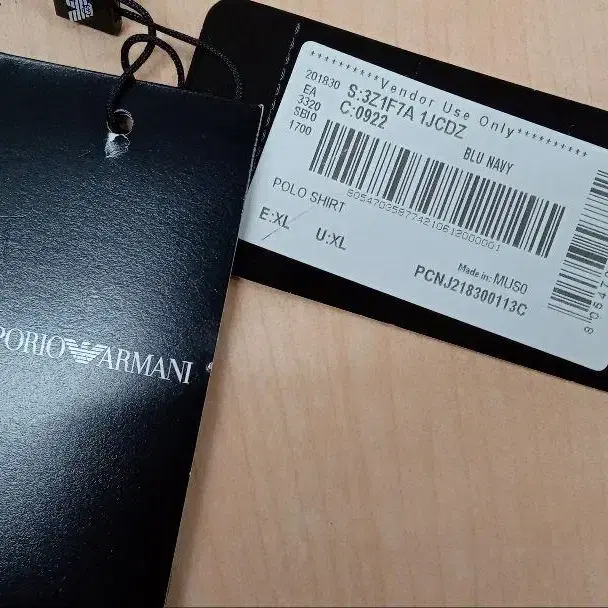 **********Vendor Use Only**********
201830 S:3Z1F7A 1JCDZ
EA C:0922
3320
SBI0
1700
BLU NAVY
POLO SHIRT
E:XL U:XL
Made in: MUS0
PCNJ218300113C
PORIO ARMANI